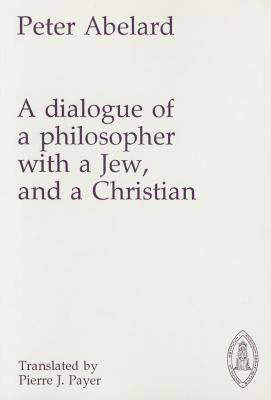 Peter Abelard
A dialogue of
a philosopher
with a Jew,
and a Christian
Translated by
Pierre J. Payer